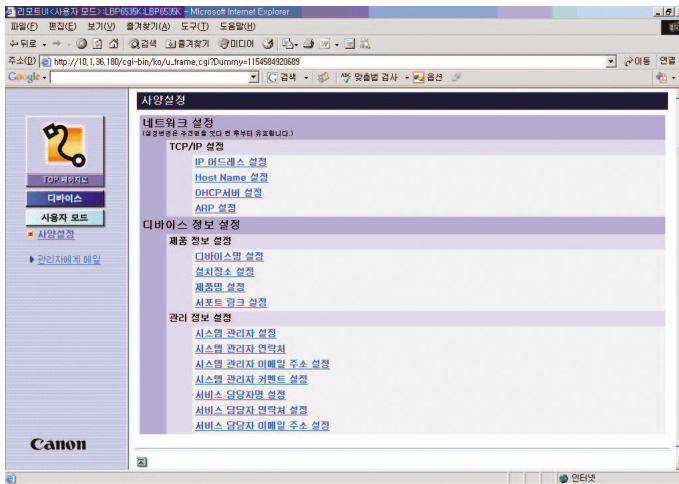 리모트UI<사용자 모드>:LBP6535K:LBP6535K - Microsoft Internet Explorer
파일(F) 편집(E) 보기(V) 즐겨찾기(A) 도구(T) 도움말(H)
뒤로 검색 즐겨찾기 미디어
주소(D) http://10,1,36,180/cgi-bin/ko/u_frame,cgi?Dummy=1154584920689 이동 연결
Google 검색 맞춤법 검사 옵션
사양설정
네트워크 설정
TCP/IP 설정
IP 어드레스 설정
Host Name 설정
DHCP서버 설정
ARP 설정
디바이스 정보 설정
제품 정보 설정
디바이스명 설정
설치장소 설정
제품명 설정
서포트 링크 설정
관리 정보 설정
시스템 관리자 설정
시스템 관리자 연락처
시스템 관리자 이메일 주소 설정
시스템 관리자 커멘트 설정
서비스 담당자명 설정
서비스 담당자 연락처 설정
서비스 담당자 이메일 주소 설정
TOP 페이지로
디바이스
사용자 모드
사양설정
관리자에게 메일
Canon
인터넷